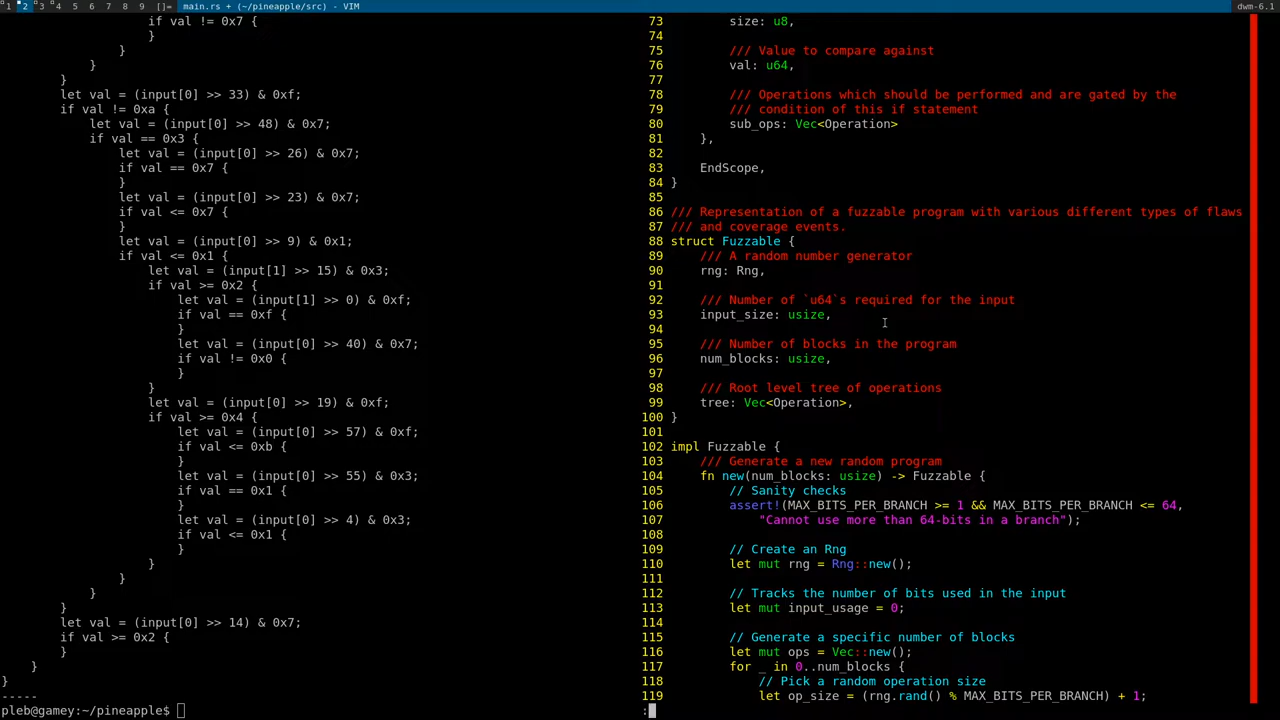 1 2 3 4 5 6 7 8 9 []= main.rs + (~/pineapple/src) - VIM dwm-6.1
if val != 0x7 {
}
}
}
}
let val = (input[0] >> 33) & 0xf;
if val != 0xa {
let val = (input[0] >> 48) & 0x7;
if val == 0x3 {
let val = (input[0] >> 26) & 0x7;
if val == 0x7 {
}
let val = (input[0] >> 23) & 0x7;
if val <= 0x7 {
}
let val = (input[0] >> 9) & 0x1;
if val <= 0x1 {
let val = (input[1] >> 15) & 0x3;
if val >= 0x2 {
let val = (input[1] >> 0) & 0xf;
if val == 0xf {
}
let val = (input[0] >> 40) & 0x7;
if val != 0x0 {
}
}
let val = (input[0] >> 19) & 0xf;
if val >= 0x4 {
let val = (input[0] >> 57) & 0xf;
if val <= 0xb {
}
let val = (input[0] >> 55) & 0x3;
if val == 0x1 {
}
let val = (input[0] >> 4) & 0x3;
if val <= 0x1 {
}
}
}
}
}
let val = (input[0] >> 14) & 0x7;
if val >= 0x2 {
}
}
}
-----
pleb@gamey:~/pineapple$
73 size: u8,
74
75 /// Value to compare against
76 val: u64,
77
78 /// Operations which should be performed and are gated by the
79 /// condition of this if statement
80 sub_ops: Vec<Operation>
81 },
82
83 EndScope,
84 }
85
86 /// Representation of a fuzzable program with various different types of flaws
87 /// and coverage events.
88 struct Fuzzable {
89 /// A random number generator
90 rng: Rng,
91
92 /// Number of `u64`s required for the input
93 input_size: usize,
94
95 /// Number of blocks in the program
96 num_blocks: usize,
97
98 /// Root level tree of operations
99 tree: Vec<Operation>,
100 }
101
102 impl Fuzzable {
103 /// Generate a new random program
104 fn new(num_blocks: usize) -> Fuzzable {
105 // Sanity checks
106 assert!(MAX_BITS_PER_BRANCH >= 1 && MAX_BITS_PER_BRANCH <= 64,
107 "Cannot use more than 64-bits in a branch");
108
109 // Create an Rng
110 let mut rng = Rng::new();
111
112 // Tracks the number of bits used in the input
113 let mut input_usage = 0;
114
115 // Generate a specific number of blocks
116 let mut ops = Vec::new();
117 for _ in 0..num_blocks {
118 // Pick a random operation size
119 let op_size = (rng.rand() % MAX_BITS_PER_BRANCH) + 1;
: